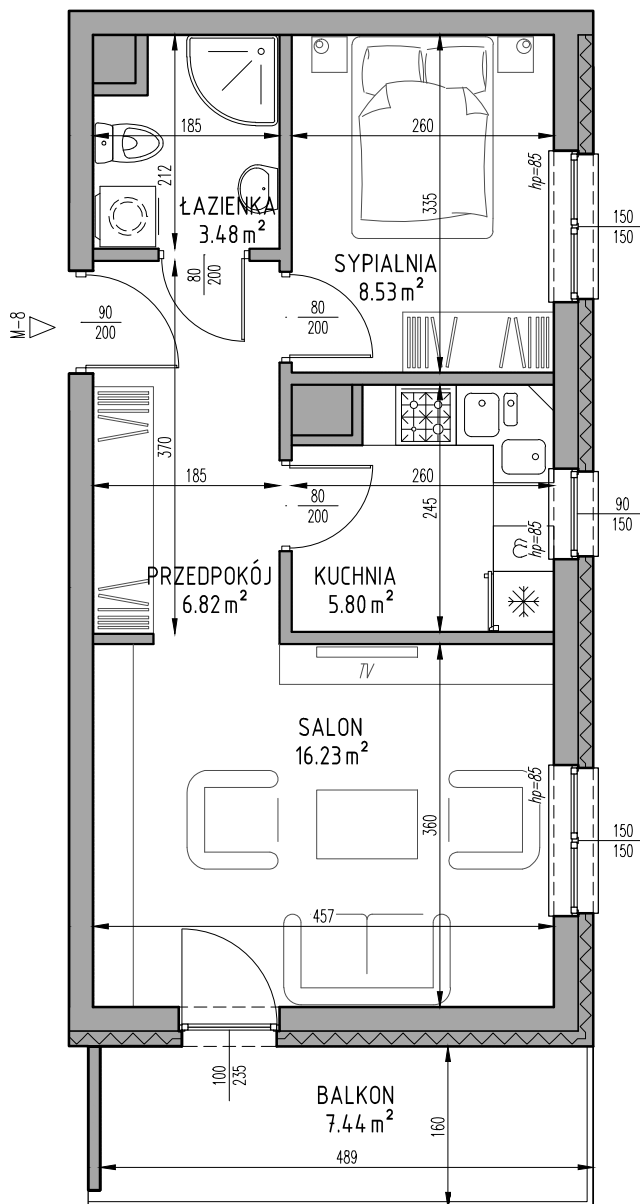 185
260
212
335
hp=85
150
150
ŁAZIENKA
3.48 m²
SYPIALNIA
8.53 m²
80
200
M-8
90
200
80
200
370
185
80
200
260
245
hp=85
90
150
PRZEDPOKÓJ
6.82 m²
KUCHNIA
5.80 m²
TV
SALON
16.23 m²
hp=85
360
150
150
457
100
235
BALKON
7.44 m²
160
489